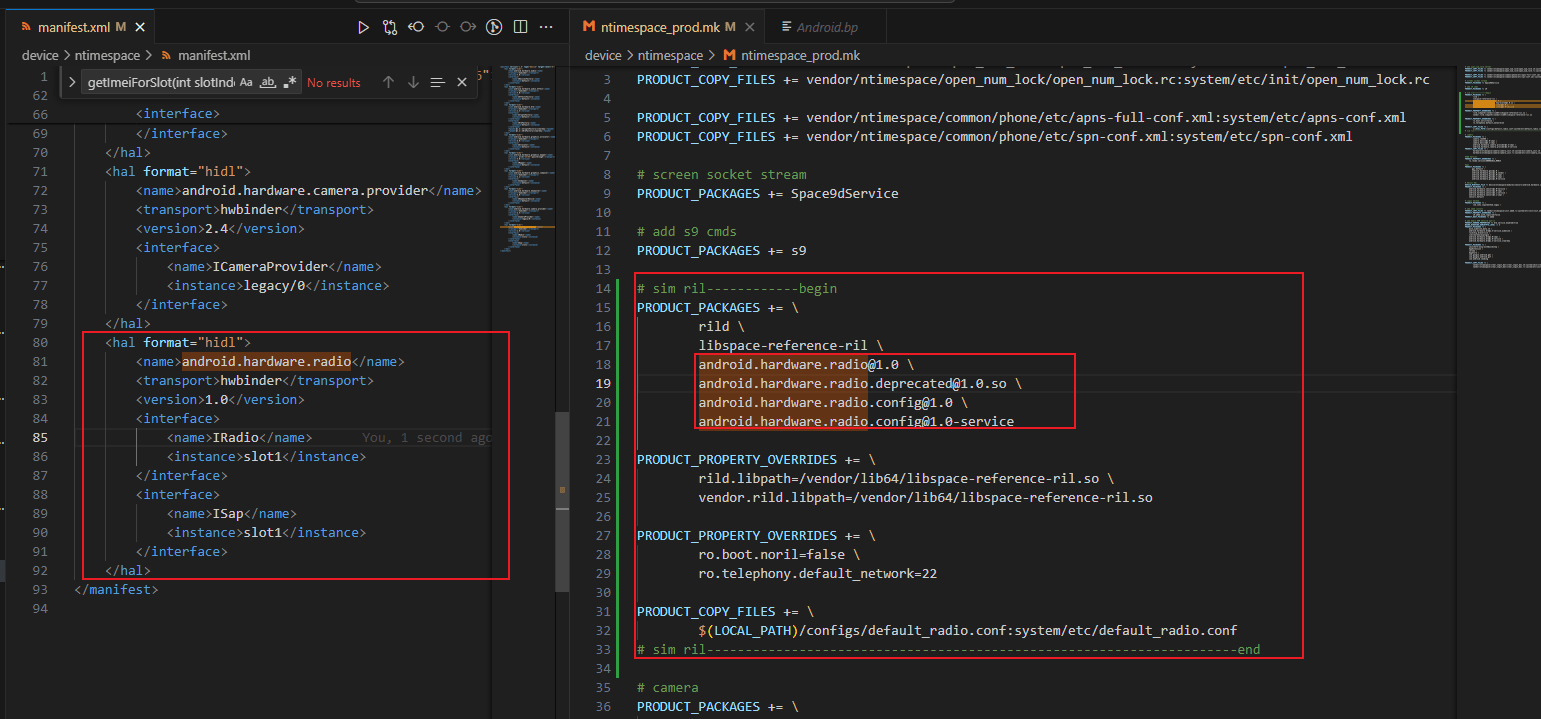 manifest.xml M
device > ntimespace > manifest.xml
getImeiForSlot(int slotInd Aa ab No results
1
62
66 <interface>
69 </interface>
70 </hal>
71 <hal format="hidl">
72 <name>android.hardware.camera.provider</name>
73 <transport>hwbinder</transport>
74 <version>2.4</version>
75 <interface>
76 <name>ICameraProvider</name>
77 <instance>legacy/0</instance>
78 </interface>
79 </hal>
80 <hal format="hidl">
81 <name>android.hardware.radio</name>
82 <transport>hwbinder</transport>
83 <version>1.0</version>
84 <interface>
85 <name>IRadio</name> You, 1 second ago
86 <instance>slot1</instance>
87 </interface>
88 <interface>
89 <name>ISap</name>
90 <instance>slot1</instance>
91 </interface>
92 </hal>
93 </manifest>
94
ntimespace_prod.mk M
Android.bp
device > ntimespace > ntimespace_prod.mk
3 PRODUCT_COPY_FILES += vendor/ntimespace/open_num_lock/open_num_lock.rc:system/etc/init/open_num_lock.rc
4
5 PRODUCT_COPY_FILES += vendor/ntimespace/common/phone/etc/apns-full-conf.xml:system/etc/apns-conf.xml
6 PRODUCT_COPY_FILES += vendor/ntimespace/common/phone/etc/spn-conf.xml:system/etc/spn-conf.xml
7
8 # screen socket stream
9 PRODUCT_PACKAGES += Space9dService
10
11 # add s9 cmds
12 PRODUCT_PACKAGES += s9
13
14 # sim ril------------begin
15 PRODUCT_PACKAGES += \
16 rild \
17 libspace-reference-ril \
18 android.hardware.radio@1.0 \
19 android.hardware.radio.deprecated@1.0.so \
20 android.hardware.radio.config@1.0 \
21 android.hardware.radio.config@1.0-service
22
23 PRODUCT_PROPERTY_OVERRIDES += \
24 rild.libpath=/vendor/lib64/libspace-reference-ril.so \
25 vendor.rild.libpath=/vendor/lib64/libspace-reference-ril.so
26
27 PRODUCT_PROPERTY_OVERRIDES += \
28 ro.boot.noril=false \
29 ro.telephony.default_network=22
30
31 PRODUCT_COPY_FILES += \
32 $(LOCAL_PATH)/configs/default_radio.conf:system/etc/default_radio.conf
33 # sim ril---------------------------------------------------------------------end
34
35 # camera
36 PRODUCT_PACKAGES += \